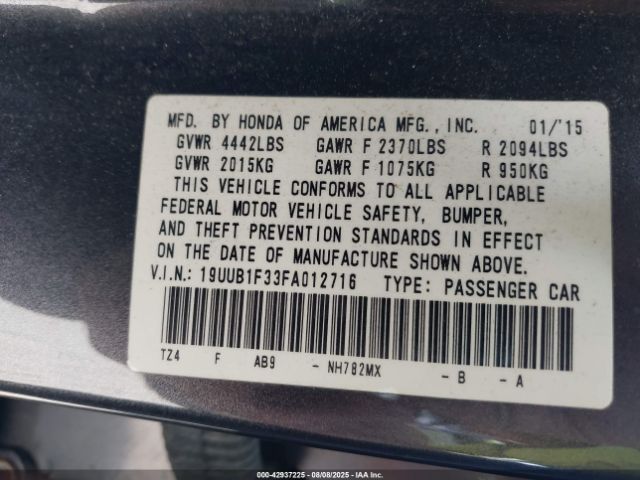 MFD. BY HONDA OF AMERICA MFG., INC. 01/'15
GVWR 4442LBS GAWR F 2370LBS R 2094LBS
GVWR 2015KG GAWR F 1075KG R 950KG
THIS VEHICLE CONFORMS TO ALL APPLICABLE
FEDERAL MOTOR VEHICLE SAFETY, BUMPER,
AND THEFT PREVENTION STANDARDS IN EFFECT
ON THE DATE OF MANUFACTURE SHOWN ABOVE.
V.I.N.: 19UUB1F33FA012716 TYPE: PASSENGER CAR
TZ4 F AB9 - NH782MX - B - A
000-42937225 - 08/08/2025 - IAA Inc.